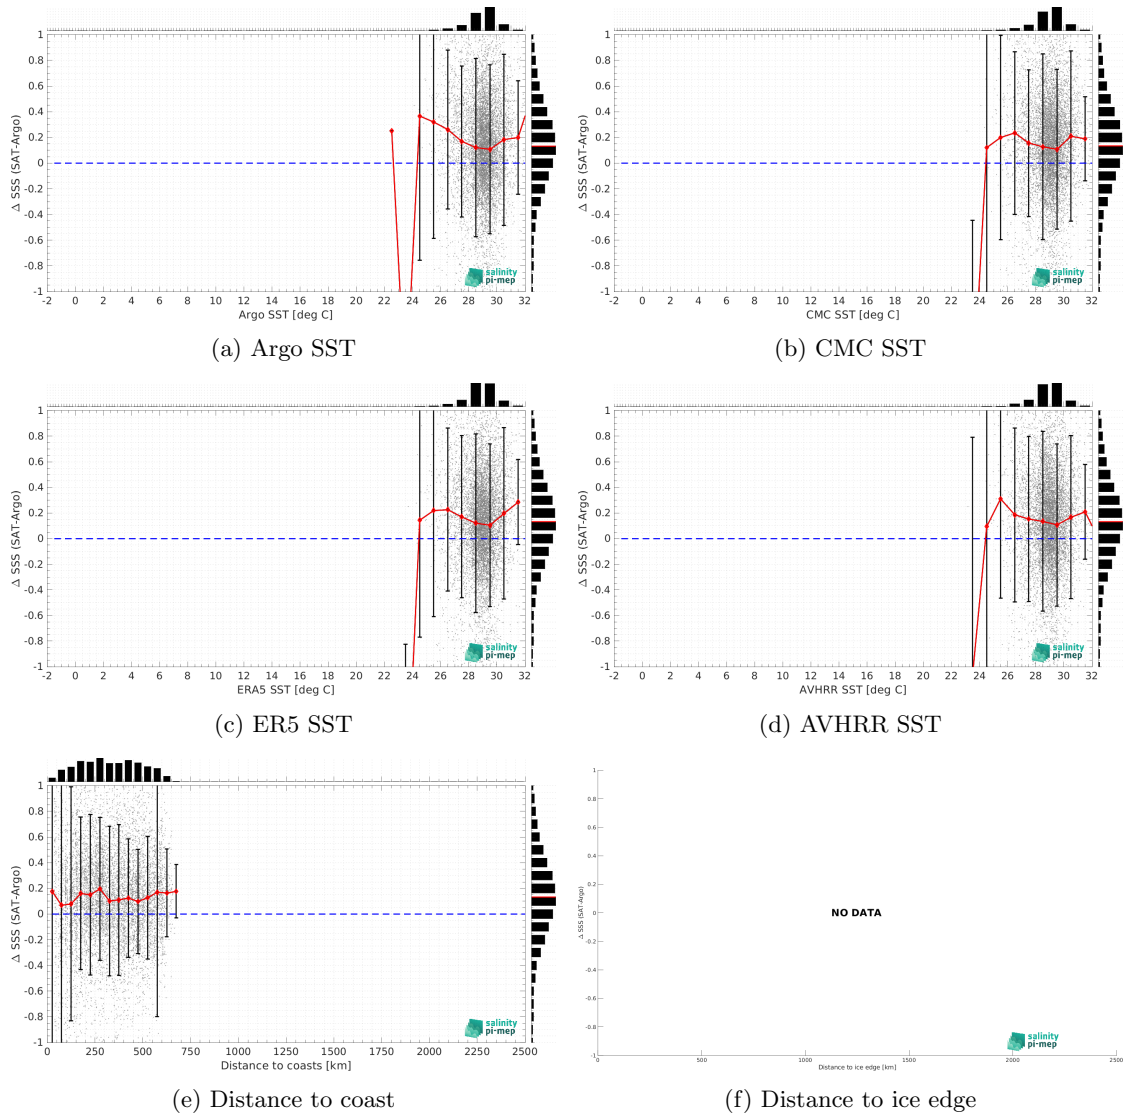 1
0.8
0.6
0.4
0.2
0
-0.2
-0.4
-0.6
-0.8
-1
Δ SSS (SAT-Argo)
salinity
pi-mep
-2 0 2 4 6 8 10 12 14 16 18 20 22 24 26 28 30 32
Argo SST [deg C]
(a) Argo SST
1
0.8
0.6
0.4
0.2
0
-0.2
-0.4
-0.6
-0.8
-1
Δ SSS (SAT-Argo)
salinity
pi-mep
-2 0 2 4 6 8 10 12 14 16 18 20 22 24 26 28 30 32
CMC SST [deg C]
(b) CMC SST
1
0.8
0.6
0.4
0.2
0
-0.2
-0.4
-0.6
-0.8
-1
Δ SSS (SAT-Argo)
salinity
pi-mep
-2 0 2 4 6 8 10 12 14 16 18 20 22 24 26 28 30 32
ERA5 SST [deg C]
(c) ER5 SST
1
0.8
0.6
0.4
0.2
0
-0.2
-0.4
-0.6
-0.8
-1
Δ SSS (SAT-Argo)
salinity
pi-mep
-2 0 2 4 6 8 10 12 14 16 18 20 22 24 26 28 30 32
AVHRR SST [deg C]
(d) AVHRR SST
1
0.8
0.6
0.4
0.2
0
-0.2
-0.4
-0.6
-0.8
-1
Δ SSS (SAT-Argo)
salinity
pi-mep
0 250 500 750 1000 1250 1500 1750 2000 2250 2500
Distance to coasts [km]
(e) Distance to coast
1
0.8
0.6
0.4
0.2
0
-0.2
-0.4
-0.6
-0.8
-1
Δ SSS (SAT-Argo)
NO DATA
salinity
pi-mep
0 500 1000 1500 2000 2500
Distance to ice edge [km]
(f) Distance to ice edge